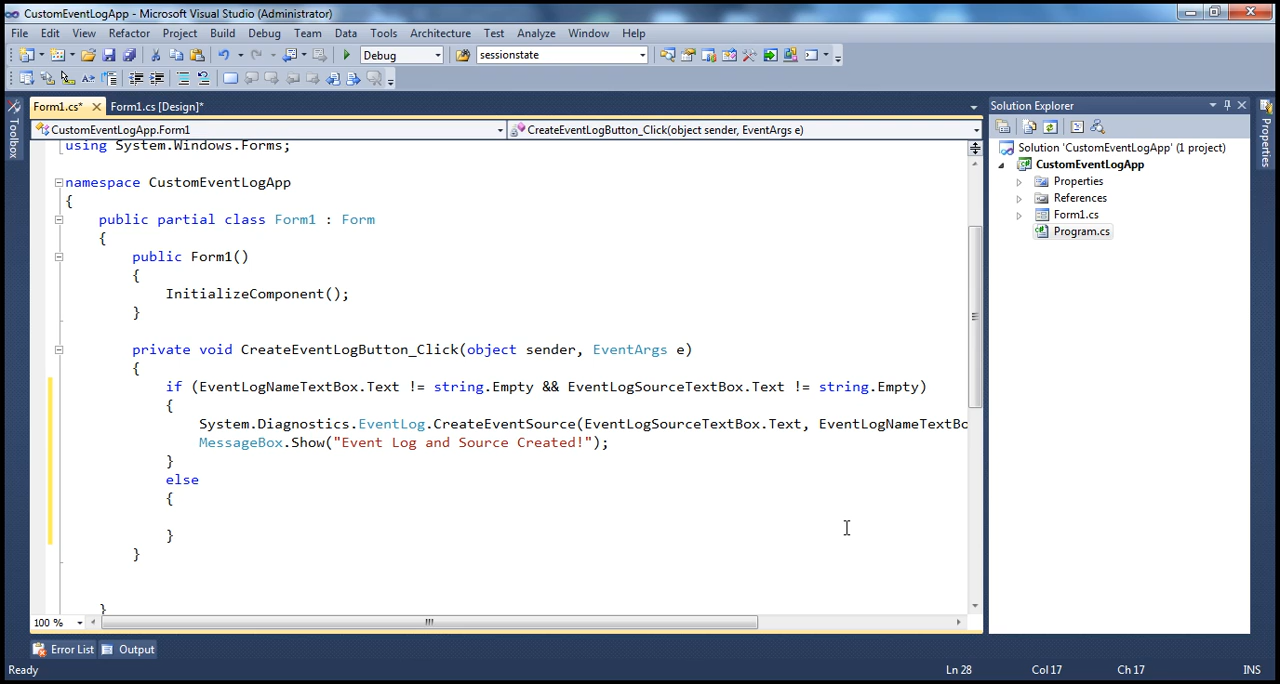 CustomEventLogApp - Microsoft Visual Studio (Administrator)
File Edit View Refactor Project Build Debug Team Data Tools Architecture Test Analyze Window Help
Debug sessionstate
Form1.cs* Form1.cs [Design]* Solution Explorer
CustomEventLogApp.Form1 CreateEventLogButton_Click(object sender, EventArgs e)
Toolbox
Properties
using System.Windows.Forms;
namespace CustomEventLogApp
{
public partial class Form1 : Form
{
public Form1()
{
InitializeComponent();
}
private void CreateEventLogButton_Click(object sender, EventArgs e)
{
if (EventLogNameTextBox.Text != string.Empty && EventLogSourceTextBox.Text != string.Empty)
{
System.Diagnostics.EventLog.CreateEventSource(EventLogSourceTextBox.Text, EventLogNameTextBo
MessageBox.Show("Event Log and Source Created!");
}
else
{
}
}
}
Solution 'CustomEventLogApp' (1 project)
CustomEventLogApp
Properties
References
Form1.cs
Program.cs
100 %
Error List Output
Ready Ln 28 Col 17 Ch 17 INS